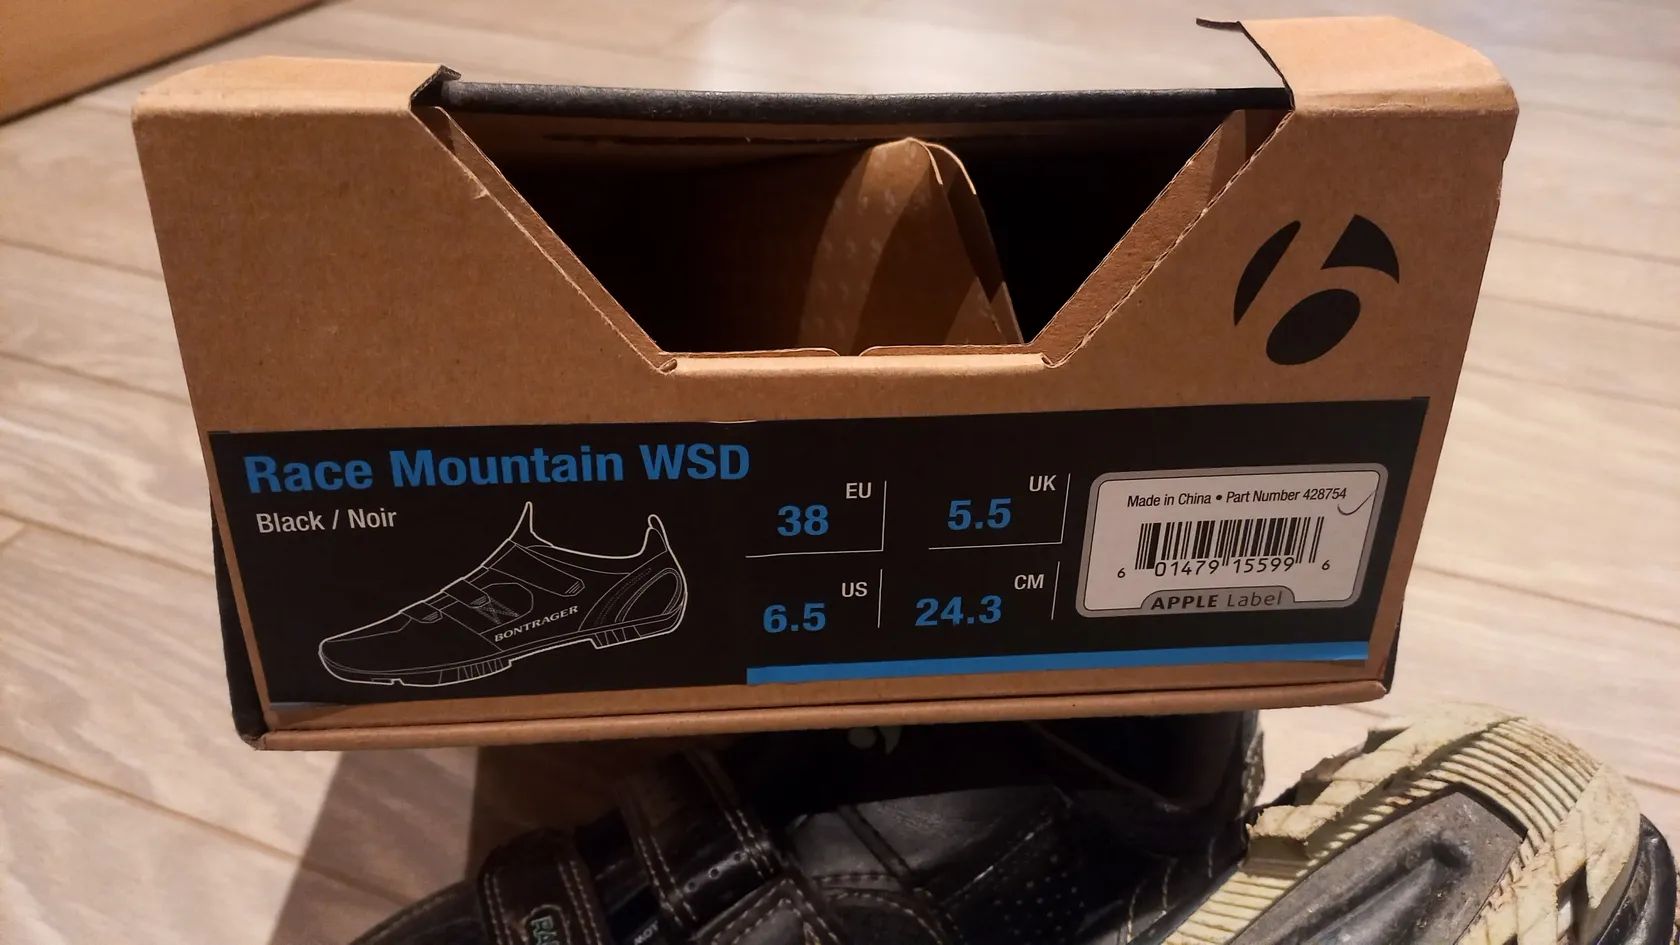 Race Mountain WSD
Black / Noir
BONTRAGER
EU
38
UK
5.5
US
6.5
CM
24.3
Made in China • Part Number 428754
6 01479 15599 6
APPLE Label